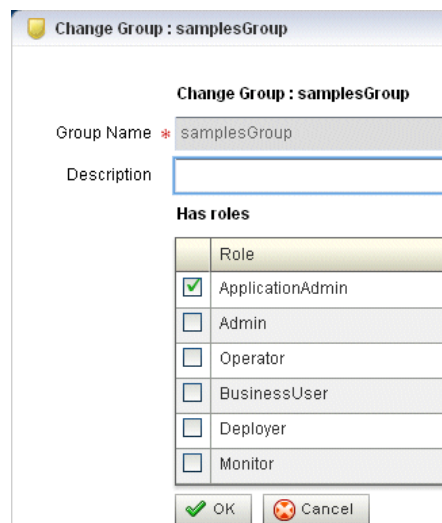 Change Group : samplesGroup
Change Group : samplesGroup
Group Name * samplesGroup
Description
Has roles
Role
ApplicationAdmin
Admin
Operator
BusinessUser
Deployer
Monitor
OK Cancel